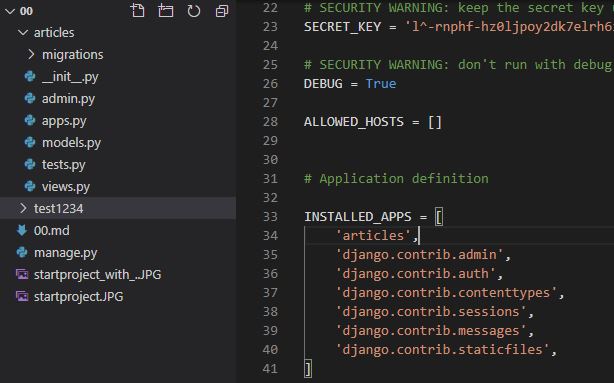 00
articles
migrations
__init__.py
admin.py
apps.py
models.py
tests.py
views.py
test1234
00.md
manage.py
startproject_with_..JPG
startproject.JPG
22 # SECURITY WARNING: keep the secret key
23 SECRET_KEY = 'l^-rnphf-hz0ljpoy2dk7elrh6
24
25 # SECURITY WARNING: don't run with debug
26 DEBUG = True
27
28 ALLOWED_HOSTS = []
29
30
31 # Application definition
32
33 INSTALLED_APPS = [
34 'articles',
35 'django.contrib.admin',
36 'django.contrib.auth',
37 'django.contrib.contenttypes',
38 'django.contrib.sessions',
39 'django.contrib.messages',
40 'django.contrib.staticfiles',
41 ]